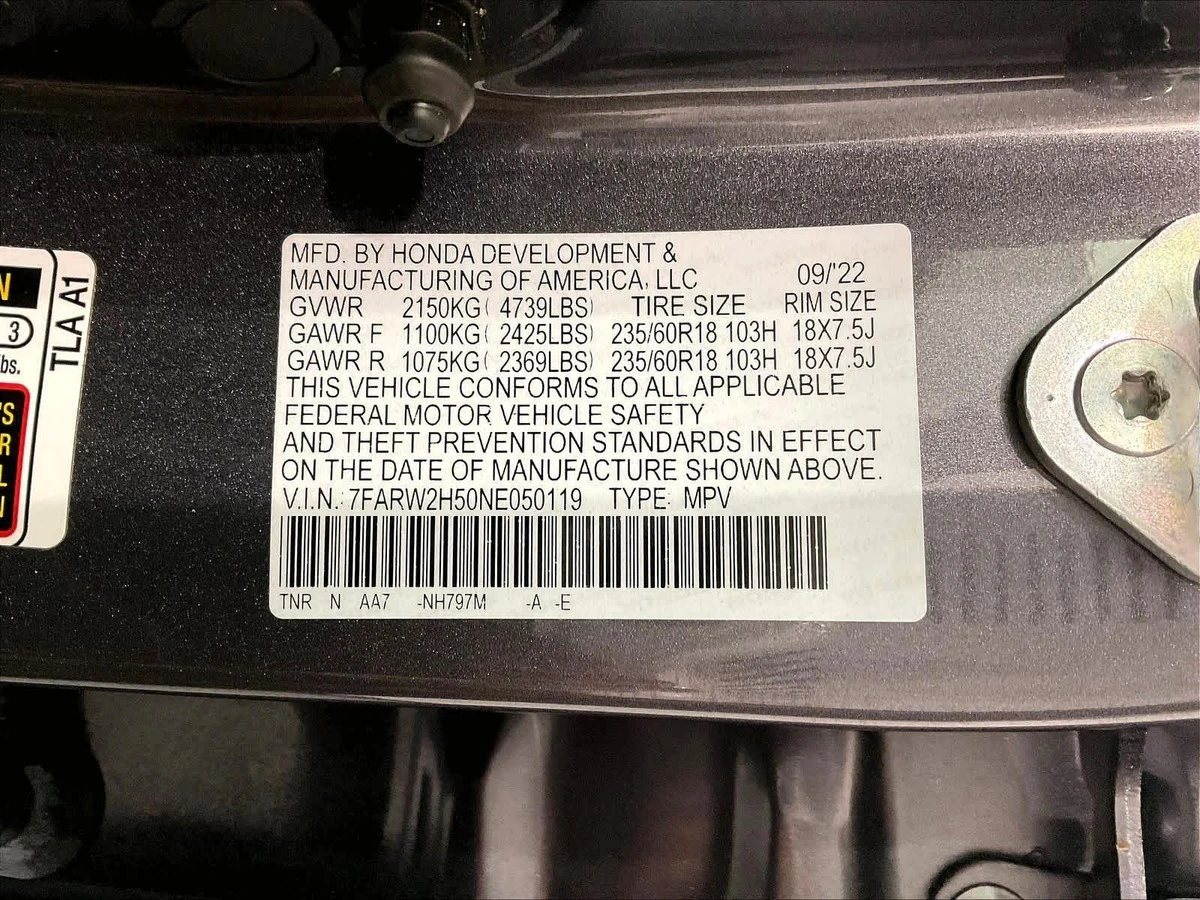 MFD. BY HONDA DEVELOPMENT &
MANUFACTURING OF AMERICA, LLC 09/'22
GVWR 2150KG( 4739LBS) TIRE SIZE RIM SIZE
GAWR F 1100KG( 2425LBS) 235/60R18 103H 18X7.5J
GAWR R 1075KG( 2369LBS) 235/60R18 103H 18X7.5J
THIS VEHICLE CONFORMS TO ALL APPLICABLE
FEDERAL MOTOR VEHICLE SAFETY
AND THEFT PREVENTION STANDARDS IN EFFECT
ON THE DATE OF MANUFACTURE SHOWN ABOVE.
V.I.N.: 7FARW2H50NE050119 TYPE: MPV
TNR N AA7 -NH797M -A -E
TLA A1
N
3
lbs.
'S
R
L
N